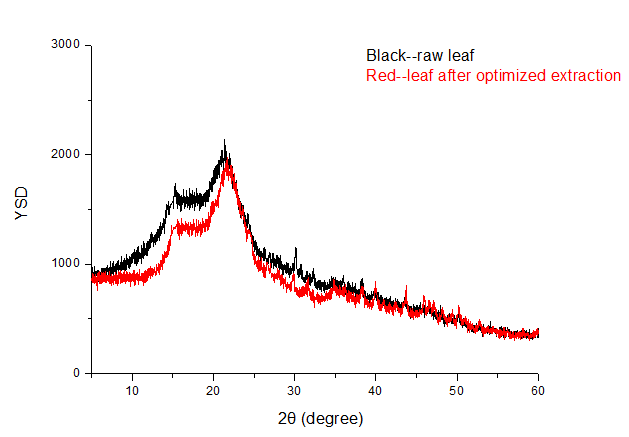 3000
Black--raw leaf
Red--leaf after optimized extraction
2000
YSD
1000
0
10 20 30 40 50 60
2θ (degree)